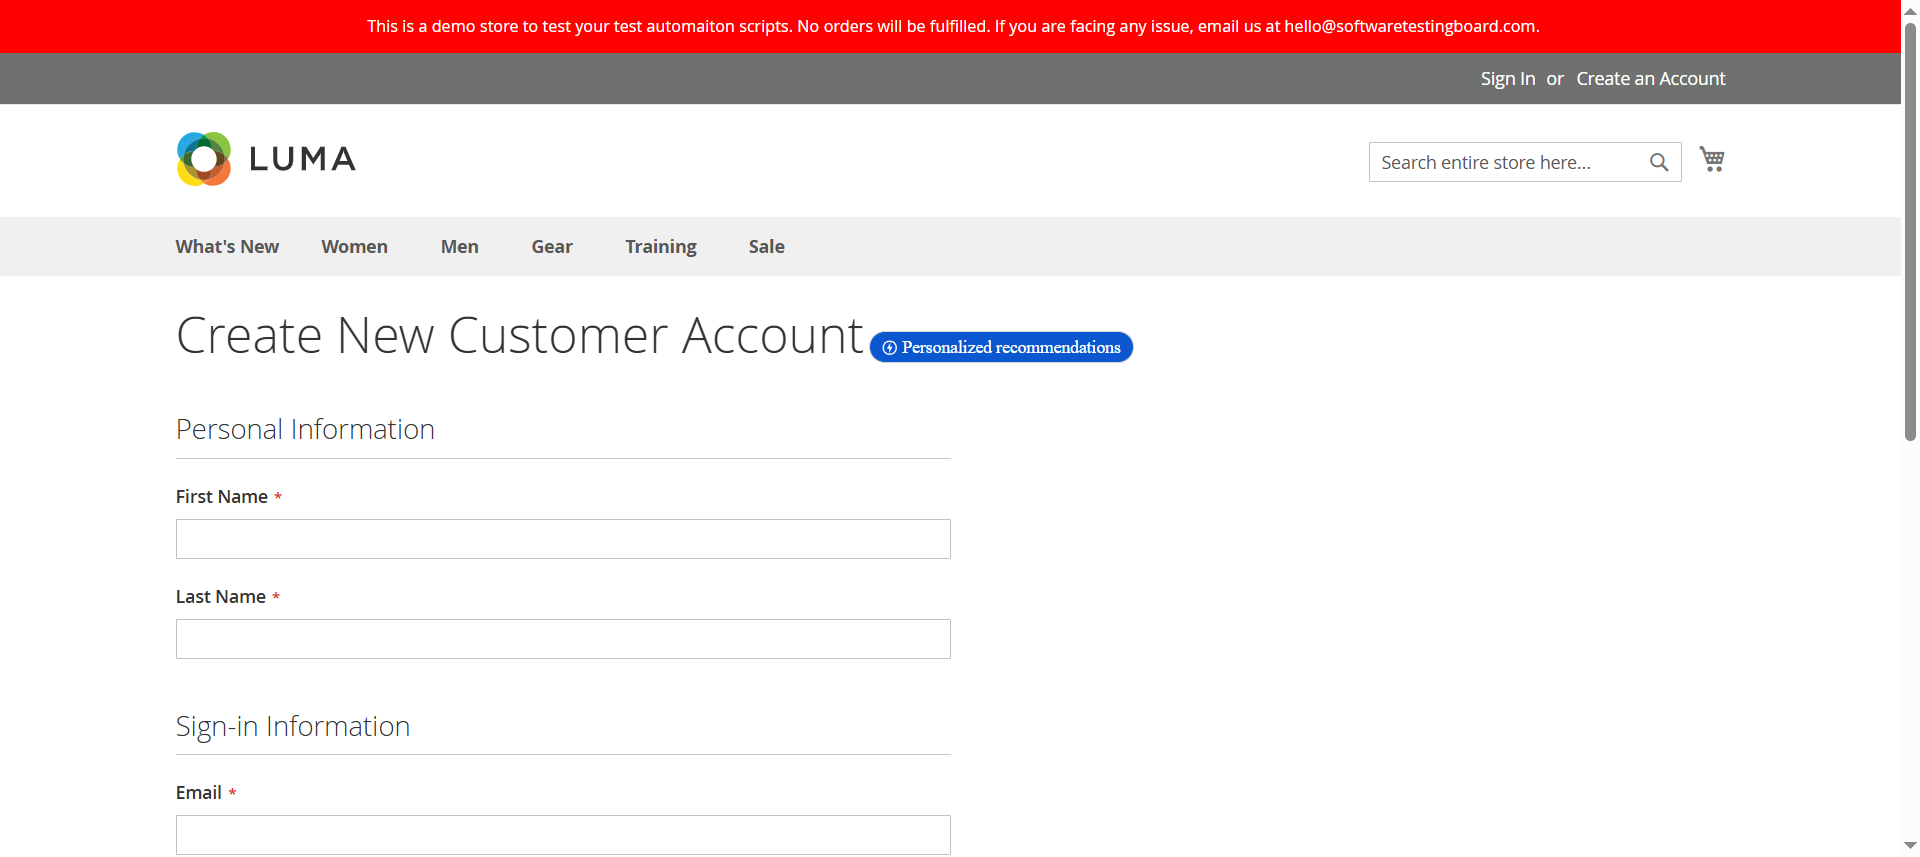 This is a demo store to test your test automaiton scripts. No orders will be fulfilled. If you are facing any issue, email us at hello@softwaretestingboard.com.
Sign In or Create an Account
LUMA
Search entire store here...
What's New Women Men Gear Training Sale
Create New Customer Account
Personalized recommendations
Personal Information
First Name *
Last Name *
Sign-in Information
Email *